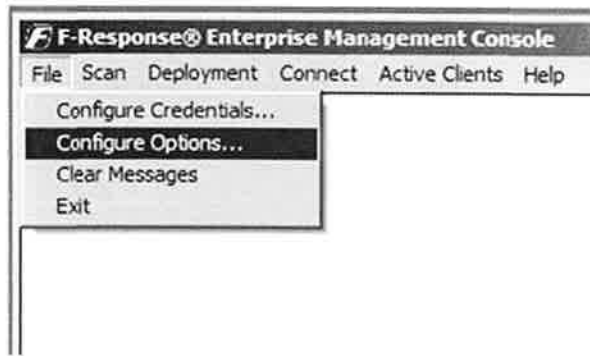 F-Response® Enterprise Management Console
File Scan Deployment Connect Active Clients Help
Configure Credentials...
Configure Options...
Clear Messages
Exit